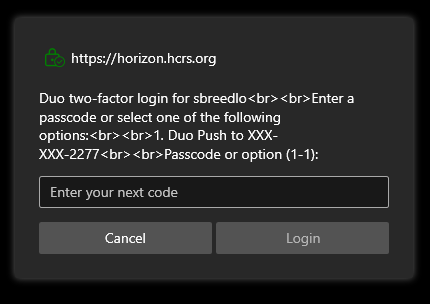 https://horizon.hcrs.org
Duo two-factor login for sbreedlo<br><br>Enter a
passcode or select one of the following
options:<br><br>1. Duo Push to XXX-
XXX-2277<br><br>Passcode or option (1-1):
Enter your next code
Cancel
Login